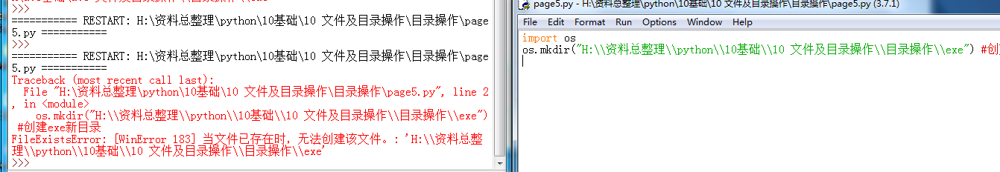 >>>
=========== RESTART: H:\资料总整理\python\10基础\10 文件及目录操作\目录操作\page
5.py ===========
>>>
=========== RESTART: H:\资料总整理\python\10基础\10 文件及目录操作\目录操作\page
5.py ===========
Traceback (most recent call last):
  File "H:\资料总整理\python\10基础\10 文件及目录操作\目录操作\page5.py", line 2
, in <module>
    os.mkdir("H:\\资料总整理\\python\\10基础\\10 文件及目录操作\\目录操作\\exe")
 #创建exe新目录
FileExistsError: [WinError 183] 当文件已存在时，无法创建该文件。: 'H:\\资料总整
理\\python\\10基础\\10 文件及目录操作\\目录操作\\exe'
>>>
page5.py - H:\资料总整理\python\10基础\10 文件及目录操作\目录操作\page5.py (3.7.1)
File Edit Format Run Options Window Help
import os
os.mkdir("H:\\资料总整理\\python\\10基础\\10 文件及目录操作\\目录操作\\exe") #创